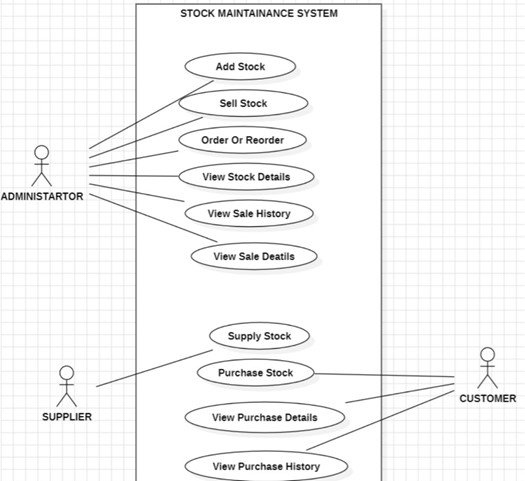 STOCK MAINTAINANCE SYSTEM
Add Stock
Sell Stock
Order Or Reorder
View Stock Details
ADMINISTARTOR
View Sale History
View Sale Deatils
Supply Stock
Purchase Stock
CUSTOMER
SUPPLIER
View Purchase Details
View Purchase History